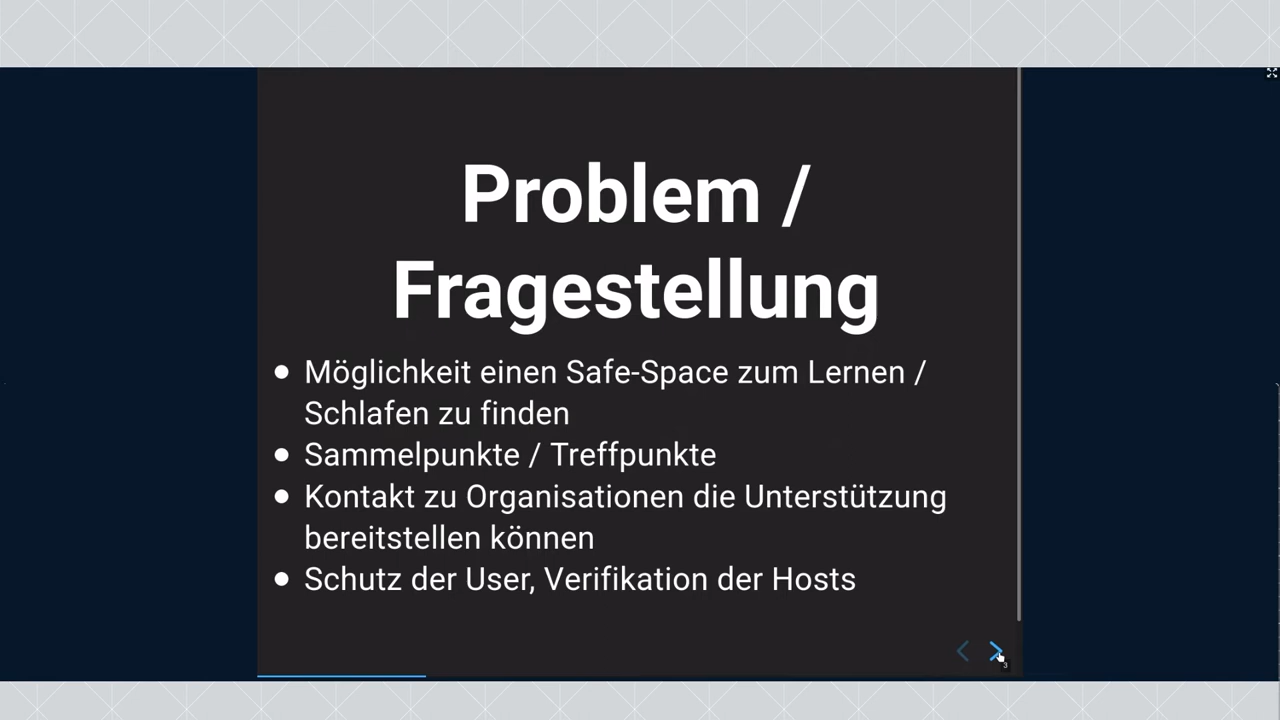 Problem /
Fragestellung
Möglichkeit einen Safe-Space zum Lernen /
Schlafen zu finden
Sammelpunkte / Treffpunkte
Kontakt zu Organisationen die Unterstützung
bereitstellen können
Schutz der User, Verifikation der Hosts
3